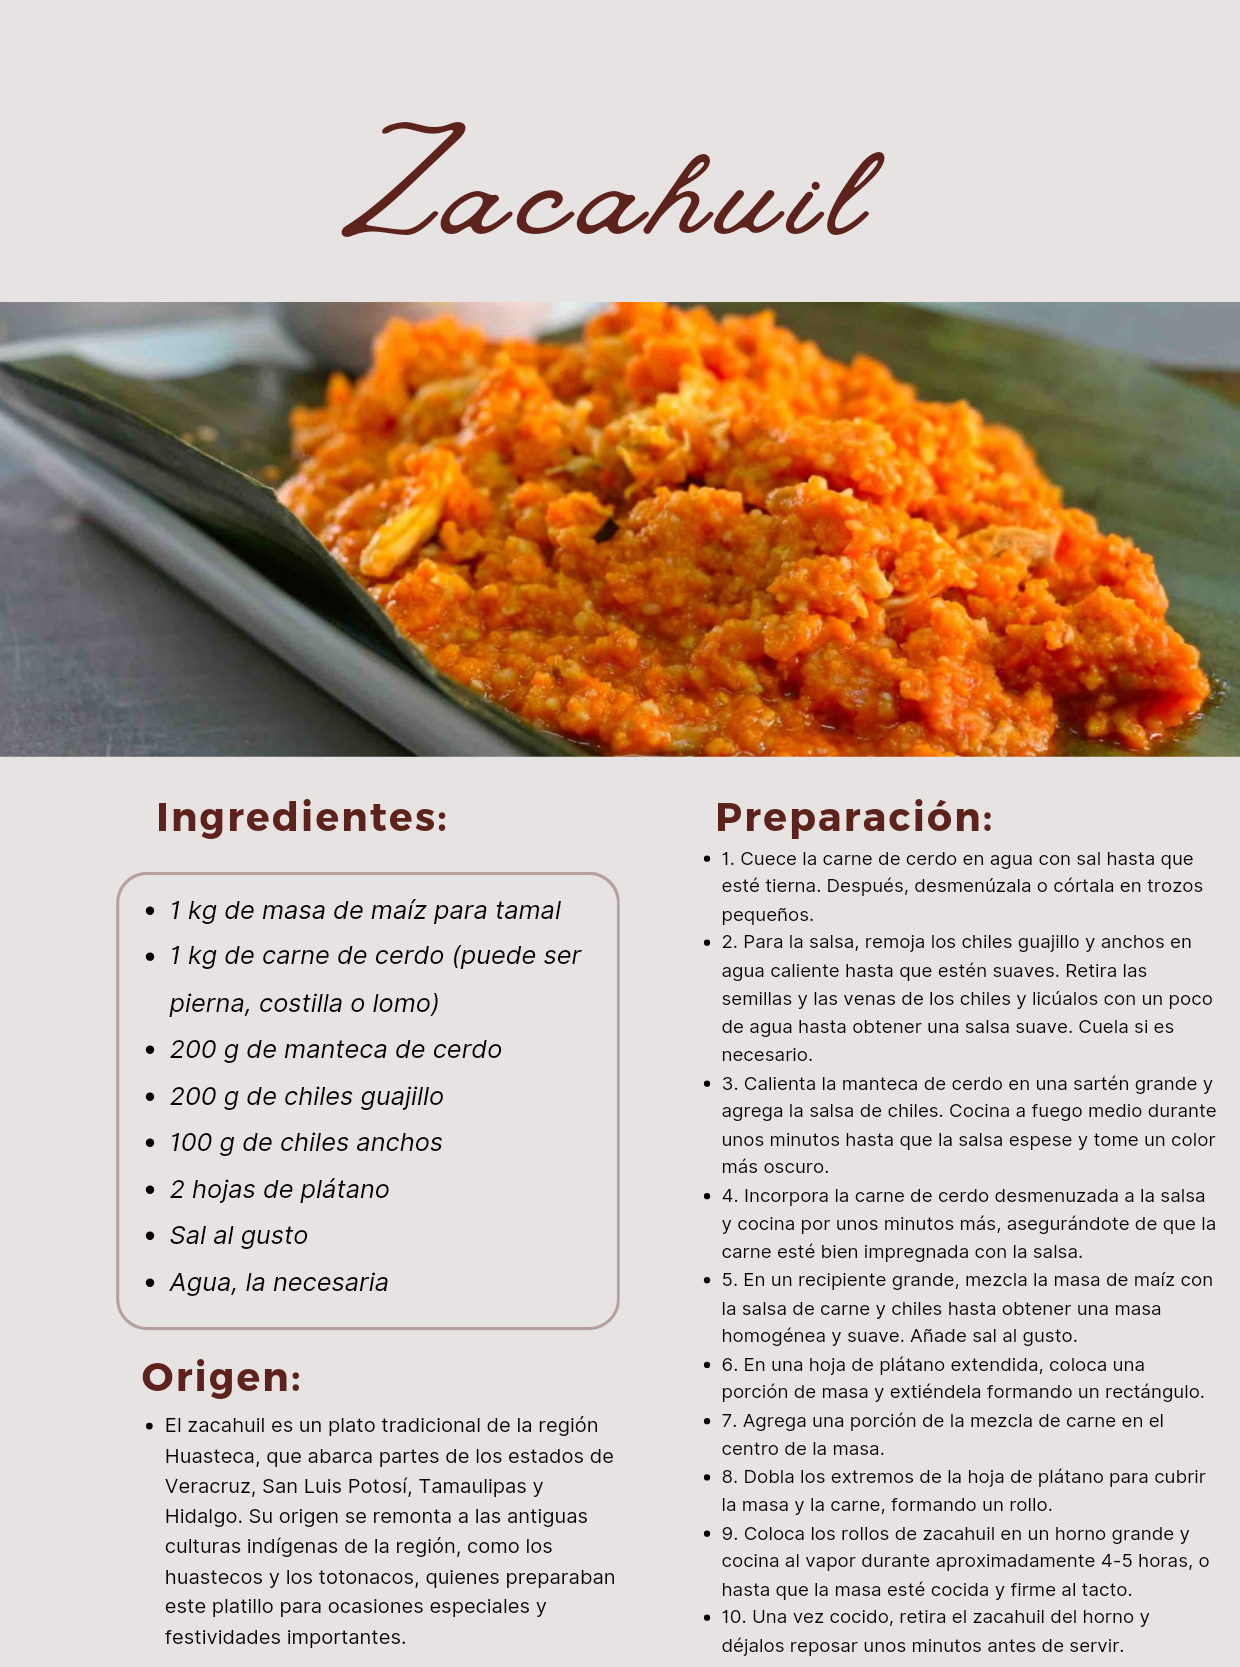 Zacahuil
Ingredientes:
• 1 kg de masa de maíz para tamal
• 1 kg de carne de cerdo (puede ser
pierna, costilla o lomo)
• 200 g de manteca de cerdo
• 200 g de chiles guajillo
• 100 g de chiles anchos
• 2 hojas de plátano
• Sal al gusto
• Agua, la necesaria
Origen:
• El zacahuil es un plato tradicional de la región
Huasteca, que abarca partes de los estados de
Veracruz, San Luis Potosí, Tamaulipas y
Hidalgo. Su origen se remonta a las antiguas
culturas indígenas de la región, como los
huastecos y los totonacos, quienes preparaban
este platillo para ocasiones especiales y
festividades importantes.
Preparación:
• 1. Cuece la carne de cerdo en agua con sal hasta que
esté tierna. Después, desmenúzala o córtala en trozos
pequeños.
• 2. Para la salsa, remoja los chiles guajillo y anchos en
agua caliente hasta que estén suaves. Retira las
semillas y las venas de los chiles y licúalos con un poco
de agua hasta obtener una salsa suave. Cuela si es
necesario.
• 3. Calienta la manteca de cerdo en una sartén grande y
agrega la salsa de chiles. Cocina a fuego medio durante
unos minutos hasta que la salsa espese y tome un color
más oscuro.
• 4. Incorpora la carne de cerdo desmenuzada a la salsa
y cocina por unos minutos más, asegurándote de que la
carne esté bien impregnada con la salsa.
• 5. En un recipiente grande, mezcla la masa de maíz con
la salsa de carne y chiles hasta obtener una masa
homogénea y suave. Añade sal al gusto.
• 6. En una hoja de plátano extendida, coloca una
porción de masa y extiéndela formando un rectángulo.
• 7. Agrega una porción de la mezcla de carne en el
centro de la masa.
• 8. Dobla los extremos de la hoja de plátano para cubrir
la masa y la carne, formando un rollo.
• 9. Coloca los rollos de zacahuil en un horno grande y
cocina al vapor durante aproximadamente 4-5 horas, o
hasta que la masa esté cocida y firme al tacto.
• 10. Una vez cocido, retira el zacahuil del horno y
déjalos reposar unos minutos antes de servir.